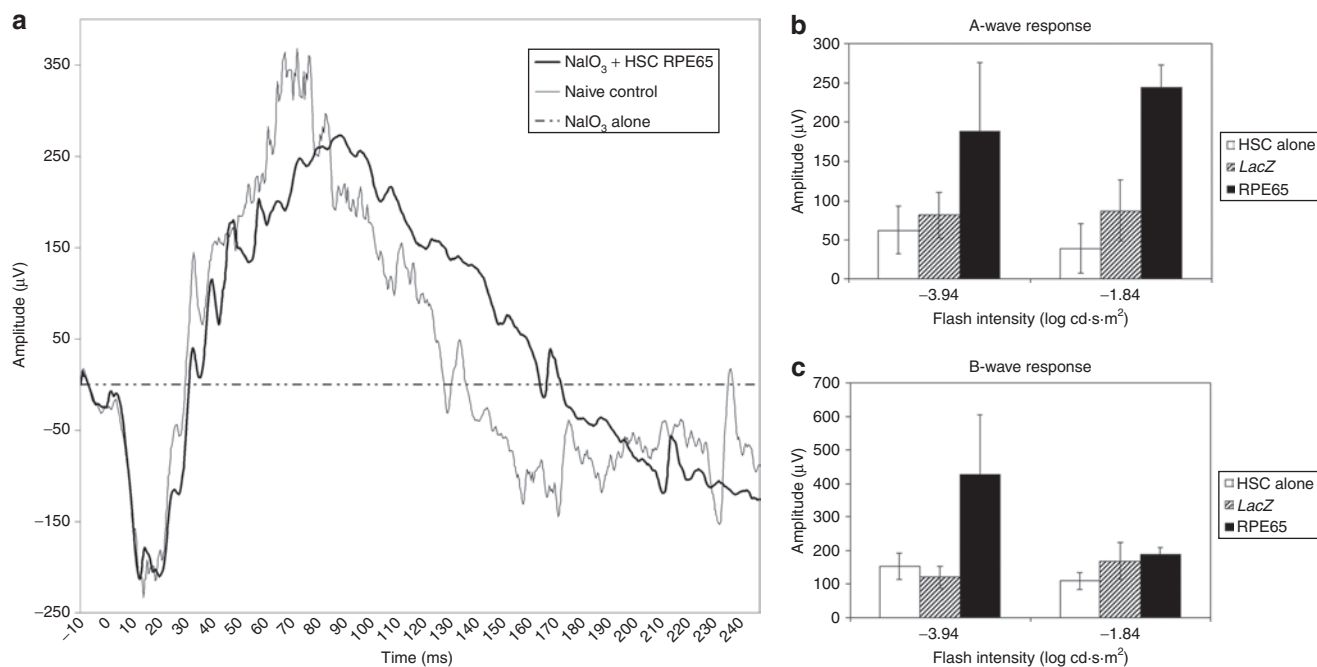 a
350
250
150
50
−50
−150
−250
Amplitude (μV)
NaIO₃ + HSC RPE65
Naive control
NaIO₃ alone
−10 0 10 20 30 40 50 60 70 80 90 100 110 120 130 140 150 160 170 180 190 200 210 220 230 240
Time (ms)
b
A-wave response
300
250
200
150
100
50
0
Amplitude (μV)
−3.94 −1.84
Flash intensity (log cd·s·m²)
HSC alone
LacZ
RPE65
c
B-wave response
700
600
500
400
300
200
100
0
Amplitude (μV)
−3.94 −1.84
Flash intensity (log cd·s·m²)
HSC alone
LacZ
RPE65